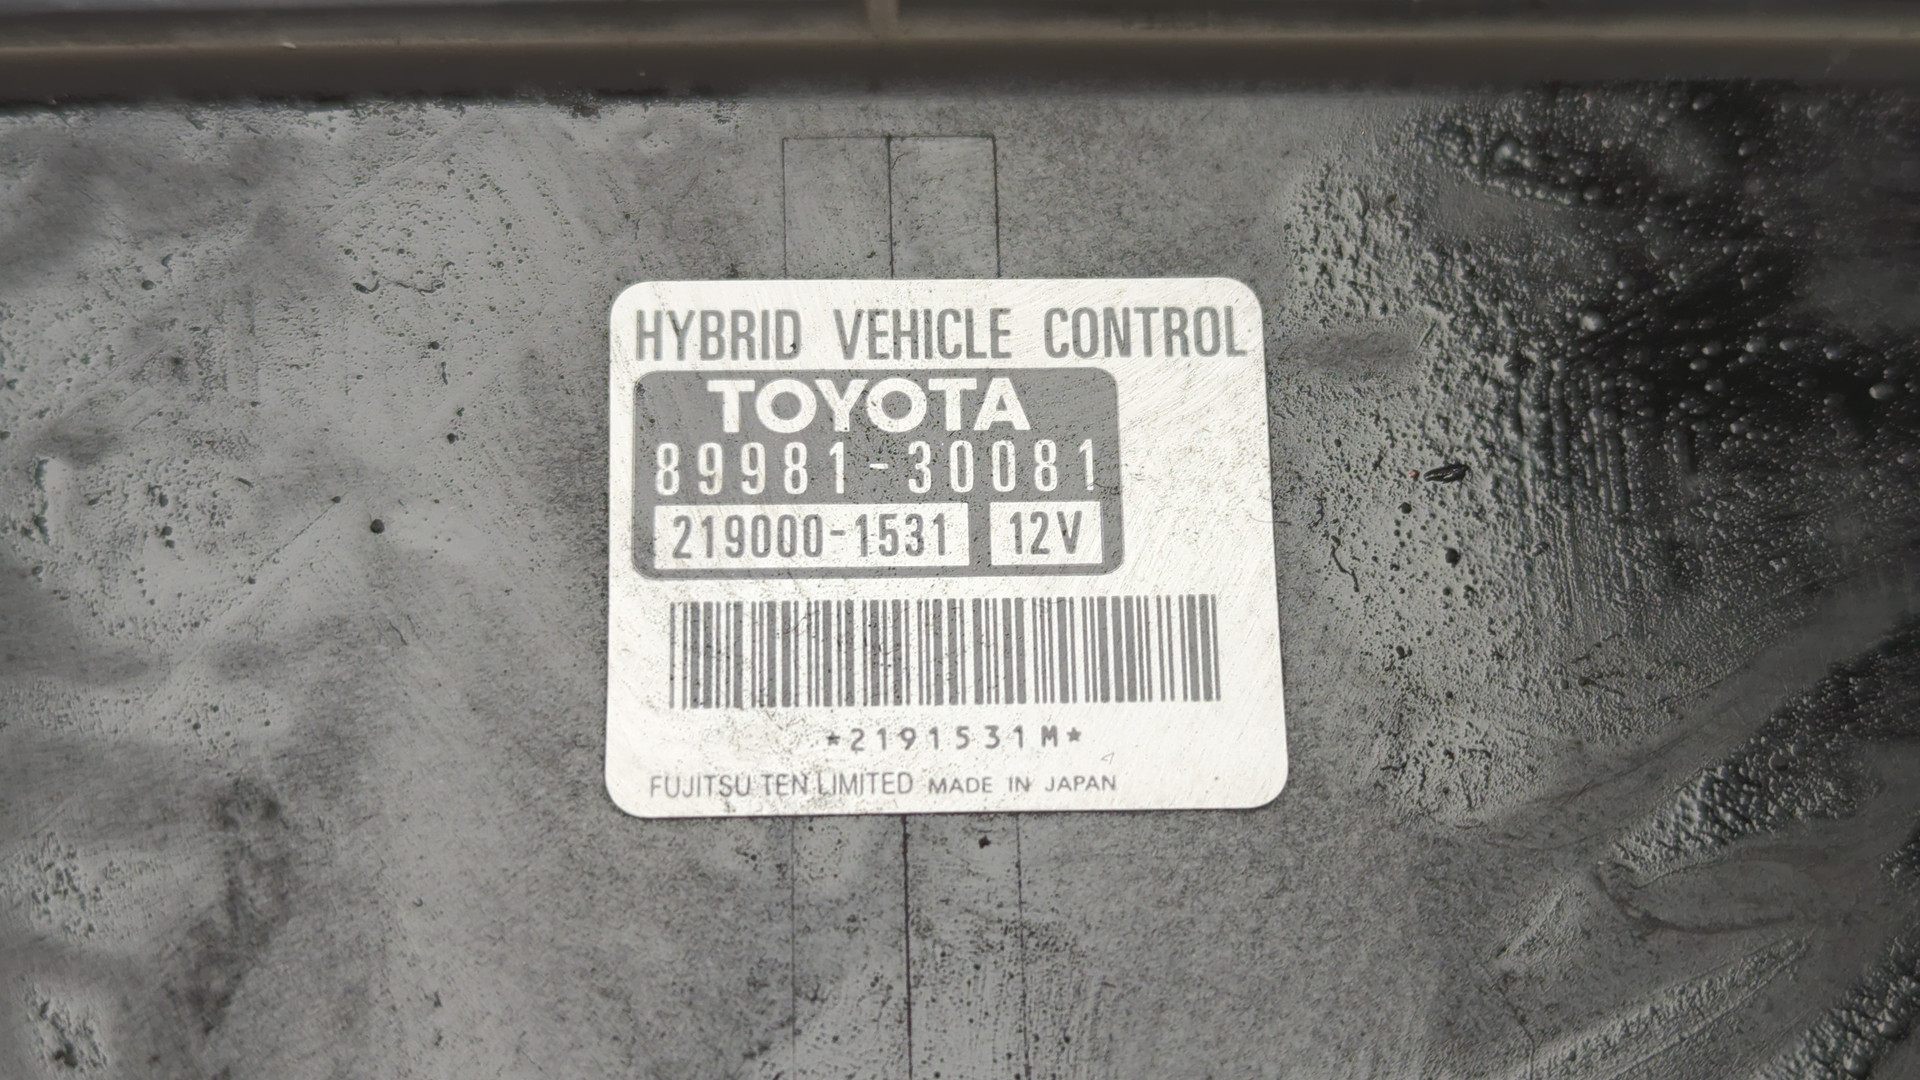 HYBRID VEHICLE CONTROL
TOYOTA
89981-30081
219000-1531 12V
*2191531M*
FUJITSU TEN LIMITED MADE IN JAPAN